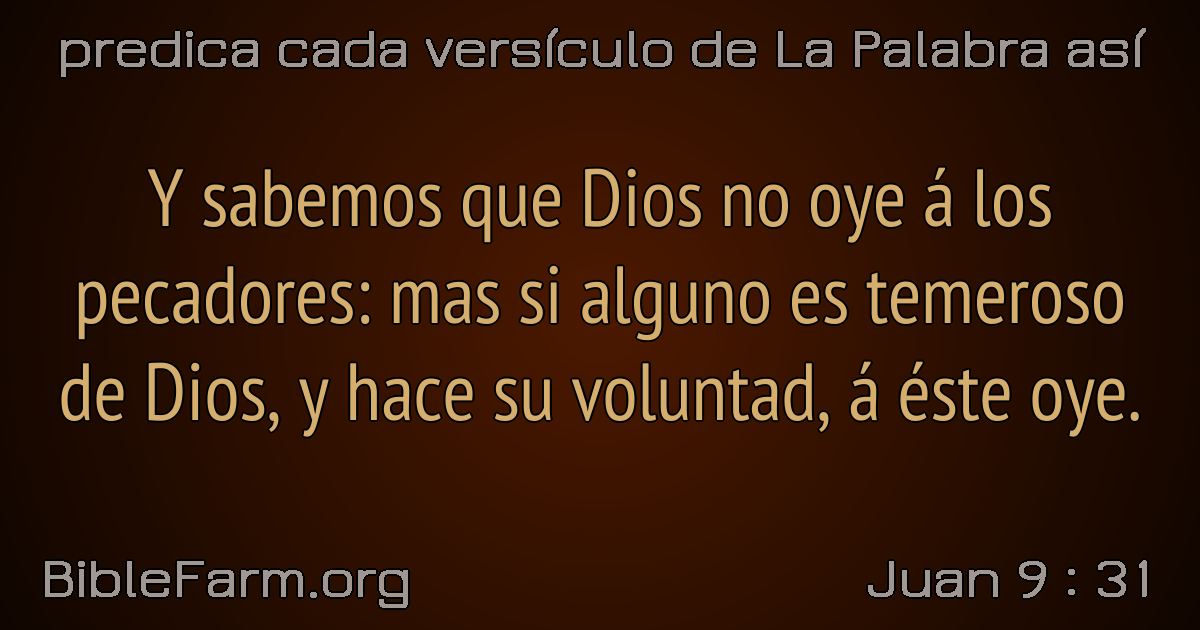 predica cada versículo de La Palabra así
Y sabemos que Dios no oye á los
pecadores: mas si alguno es temeroso
de Dios, y hace su voluntad, á éste oye.
BibleFarm.org
Juan 9 : 31